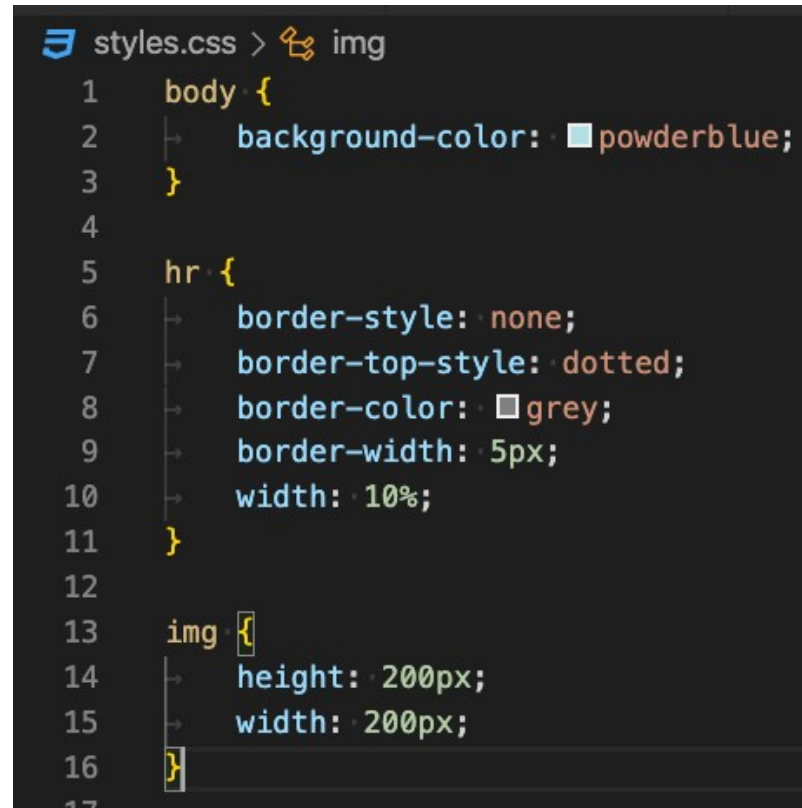 styles.css > img
1 body {
2 background-color: powderblue;
3 }
4
5 hr {
6 border-style: none;
7 border-top-style: dotted;
8 border-color: grey;
9 border-width: 5px;
10 width: 10%;
11 }
12
13 img {
14 height: 200px;
15 width: 200px;
16 }
17